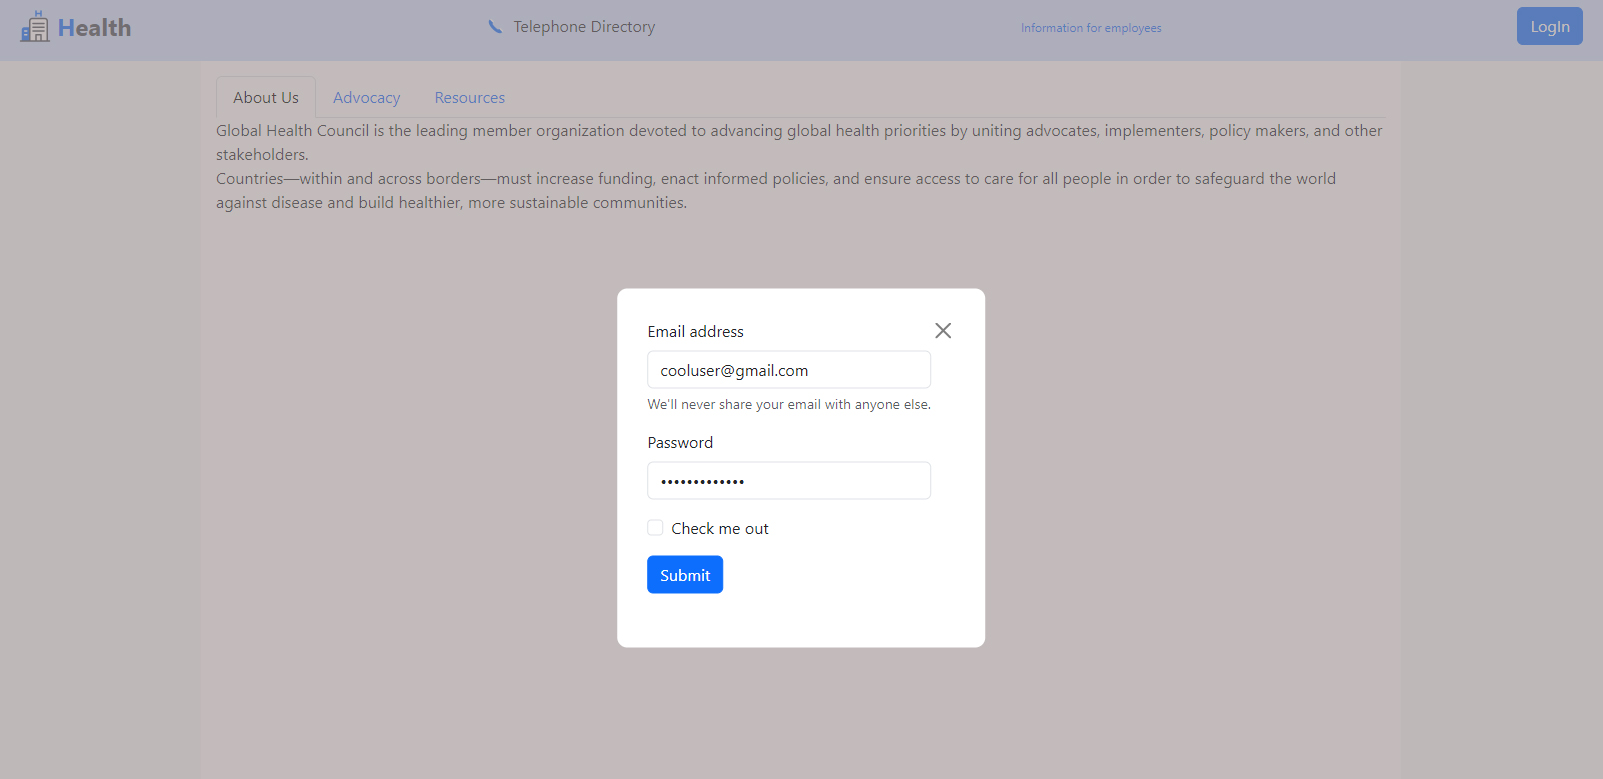 H
Health
Telephone Directory
Information for employees
LogIn
About Us
Advocacy
Resources
Global Health Council is the leading member organization devoted to advancing global health priorities by uniting advocates, implementers, policy makers, and other
stakeholders.
Countries—within and across borders—must increase funding, enact informed policies, and ensure access to care for all people in order to safeguard the world
against disease and build healthier, more sustainable communities.
Email address
cooluser@gmail.com
We'll never share your email with anyone else.
Password
•••••••••••••
Check me out
Submit